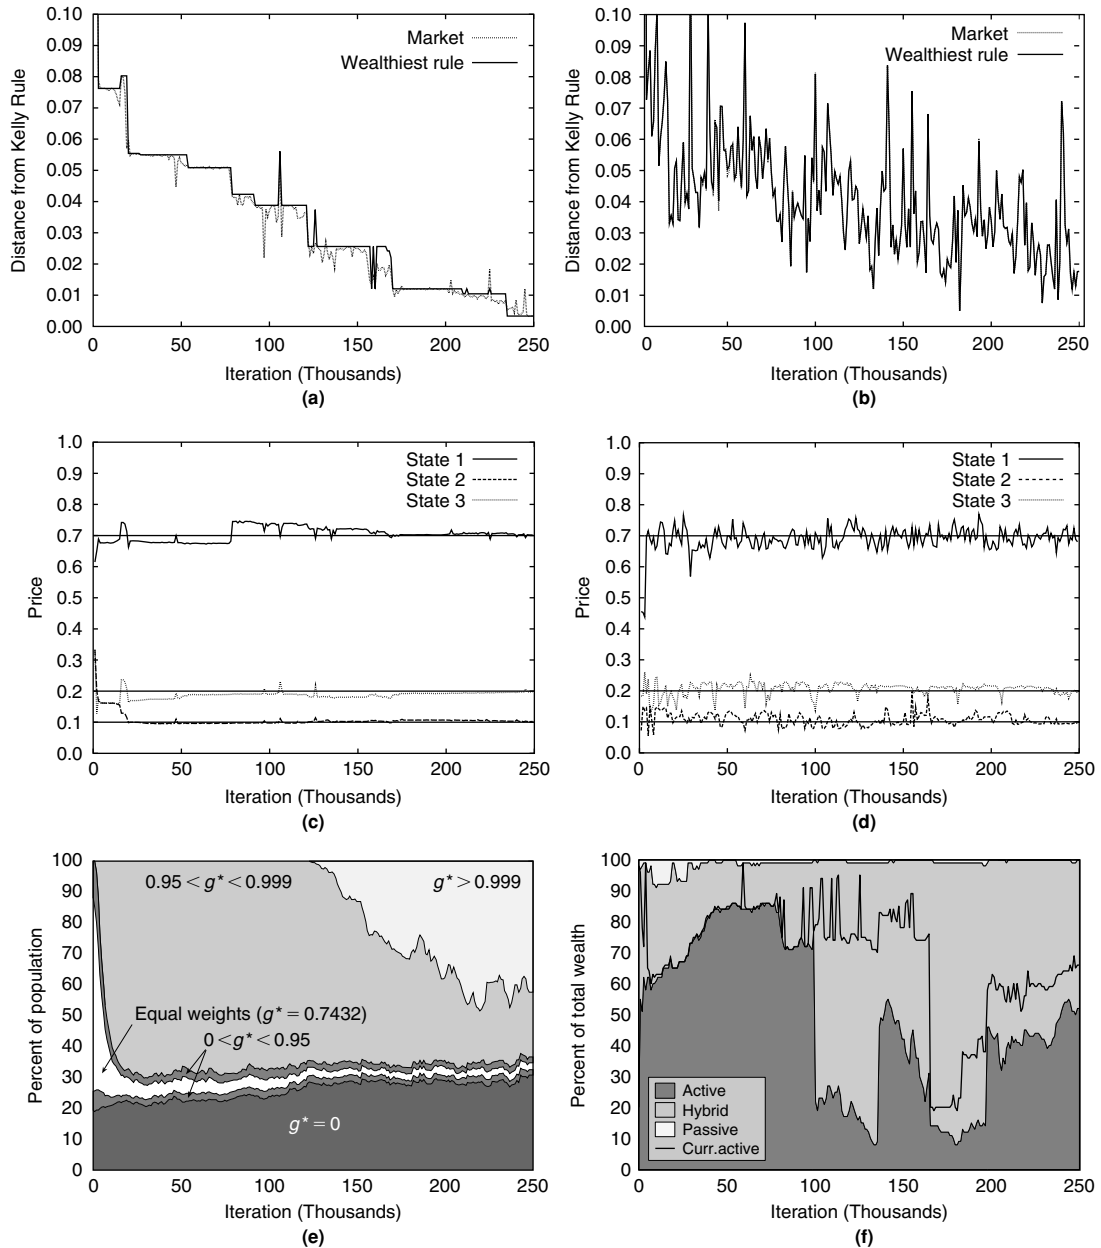 0.10
0.09
0.08
0.07
0.06
0.05
0.04
0.03
0.02
0.01
0.00
Distance from Kelly Rule
Market
Wealthiest rule
0 50 100 150 200 250
Iteration (Thousands)
(a)
0.10
0.09
0.08
0.07
0.06
0.05
0.04
0.03
0.02
0.01
0.00
Distance from Kelly Rule
Market
Wealthiest rule
0 50 100 150 200 250
Iteration (Thousands)
(b)
1.0
0.9
0.8
0.7
0.6
0.5
0.4
0.3
0.2
0.1
0.0
Price
State 1
State 2
State 3
0 50 100 150 200 250
Iteration (Thousands)
(c)
1.0
0.9
0.8
0.7
0.6
0.5
0.4
0.3
0.2
0.1
0.0
Price
State 1
State 2
State 3
0 50 100 150 200 250
Iteration (Thousands)
(d)
100
90
80
70
60
50
40
30
20
10
0
Percent of population
0.95 < g* < 0.999
g* > 0.999
Equal weights (g* = 0.7432)
0 < g* < 0.95
g* = 0
0 50 100 150 200 250
Iteration (Thousands)
(e)
100
90
80
70
60
50
40
30
20
10
0
Percent of total wealth
Active
Hybrid
Passive
Curr.active
0 50 100 150 200 250
Iteration (Thousands)
(f)